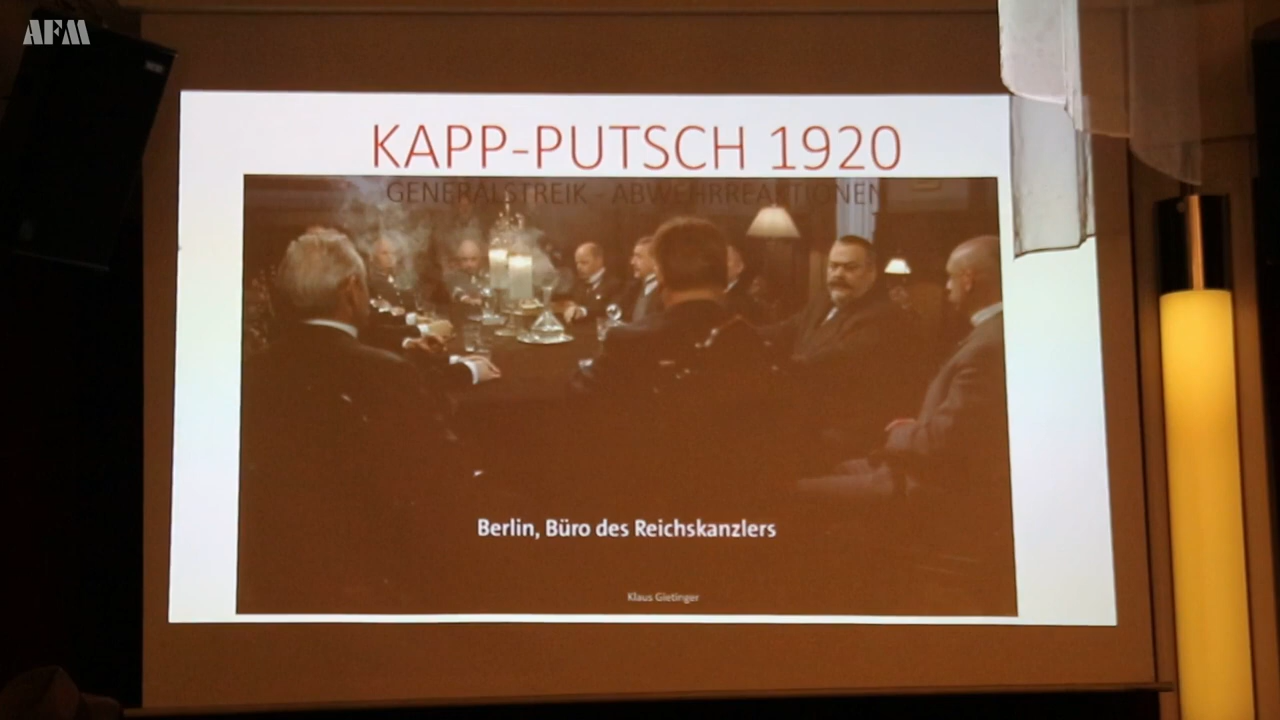 AFM
KAPP-PUTSCH 1920
GENERALSTREIK - ABWEHRREAKTIONEN
Berlin, Büro des Reichskanzlers
Klaus Gietinger